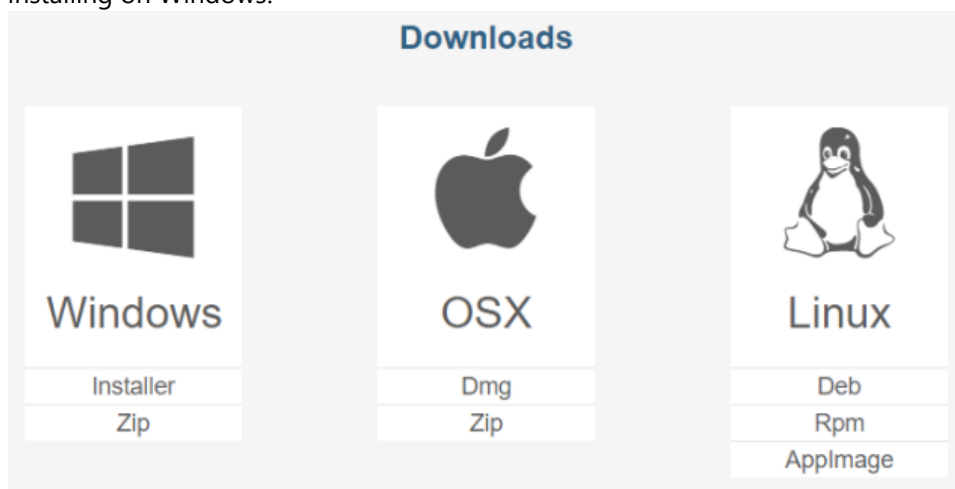 installing on Windows.
Downloads
Windows
Installer
Zip
OSX
Dmg
Zip
Linux
Deb
Rpm
AppImage